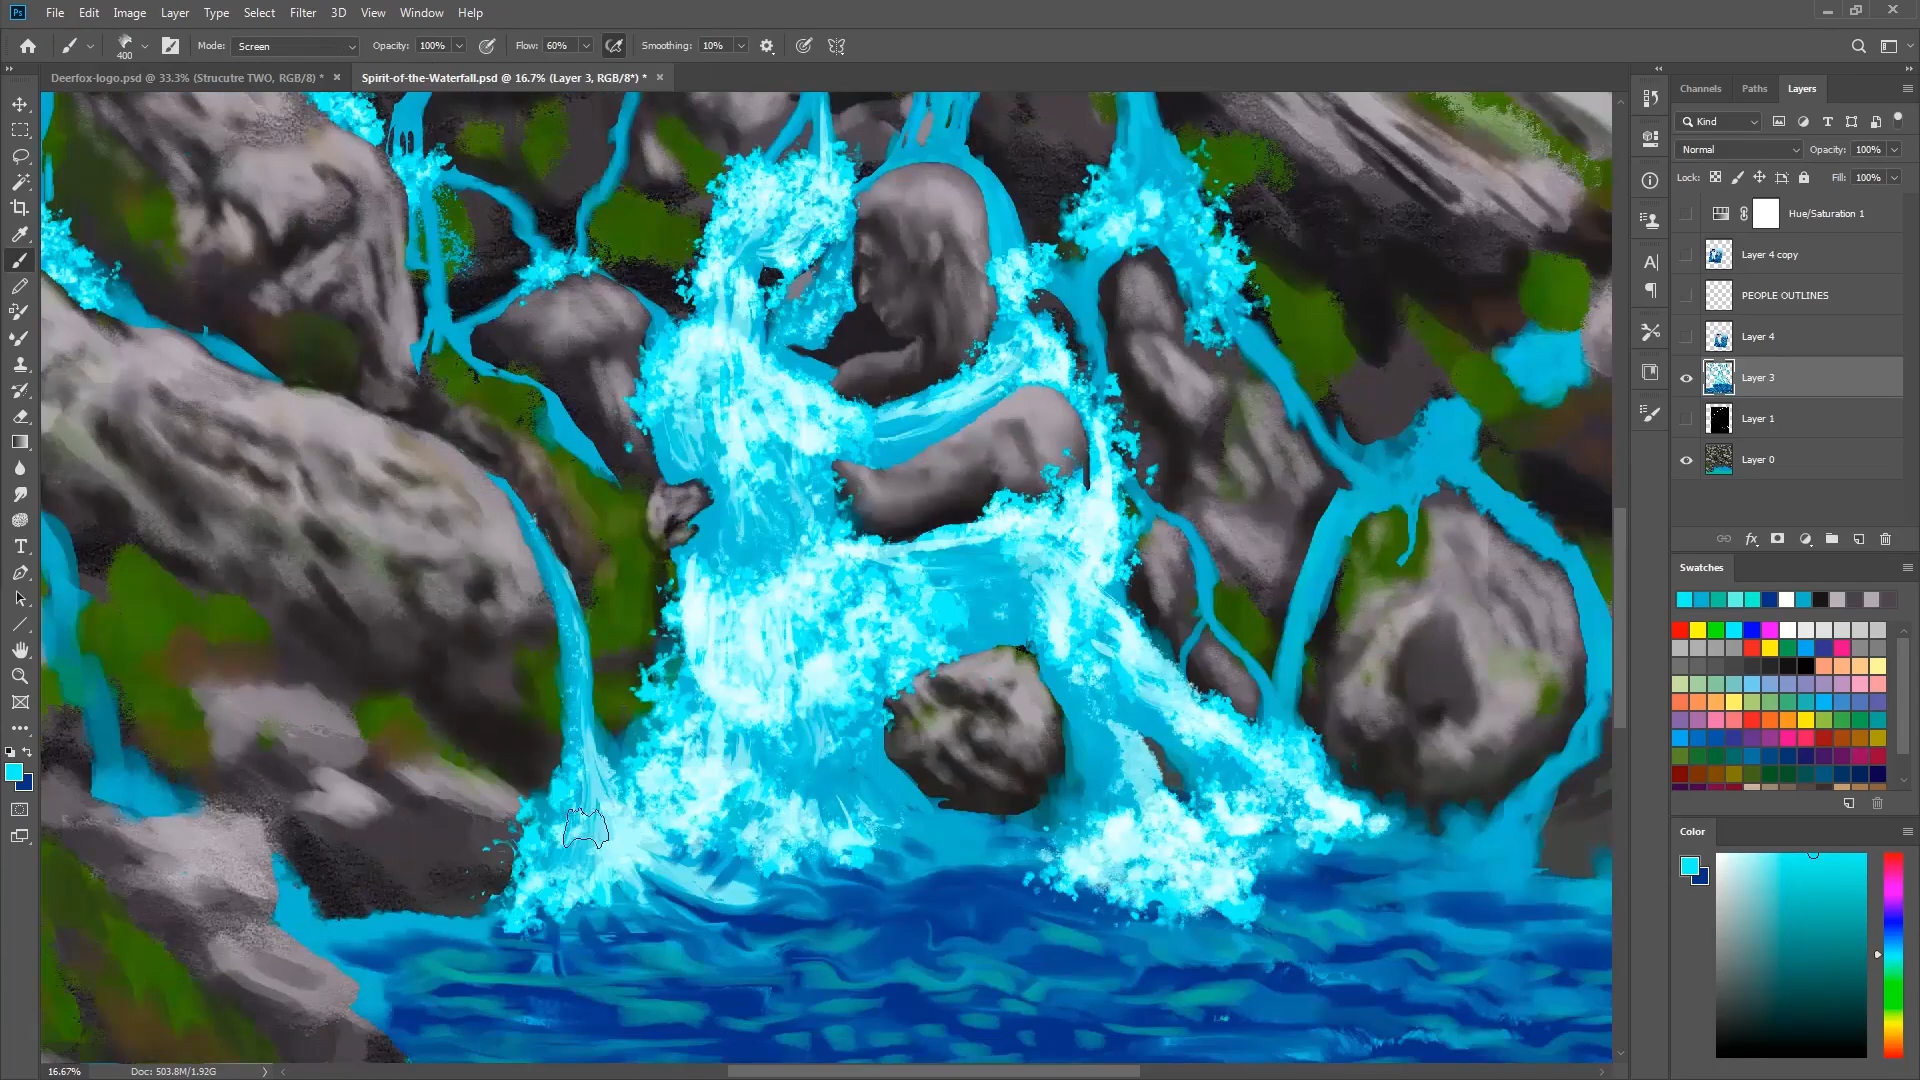 Ps File Edit Image Layer Type Select Filter 3D View Window Help
400 Mode: Screen Opacity: 100% Flow: 60% Smoothing: 10%
Deerfox-logo.psd @ 33.3% (Strucutre TWO, RGB/8) * × Spirit-of-the-Waterfall.psd @ 16.7% (Layer 3, RGB/8*) * ×
Channels Paths Layers
Kind
Normal Opacity: 100%
Lock: Fill: 100%
Hue/Saturation 1
Layer 4 copy
PEOPLE OUTLINES
Layer 4
Layer 3
Layer 1
Layer 0
fx
Swatches
Color
16.67% Doc: 503.8M/1.92G